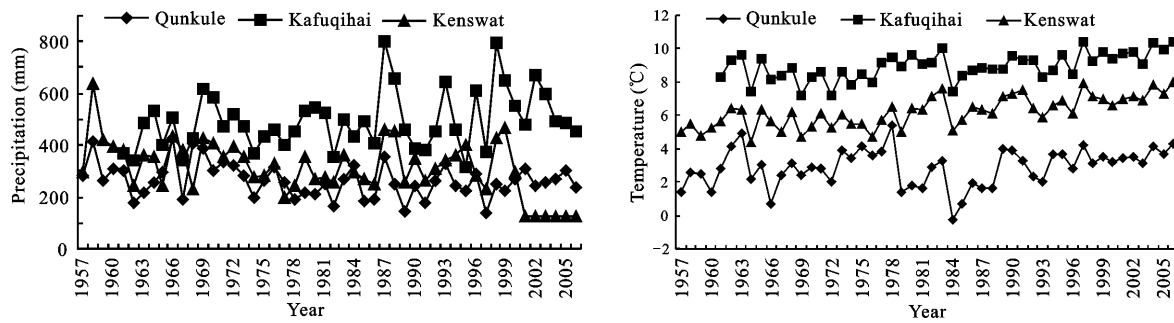 Qunkule Kafuqihai Kenswat
Precipitation (mm)
800
600
400
200
0
1957 1960 1963 1966 1969 1972 1975 1978 1981 1984 1987 1990 1993 1996 1999 2002 2005
Year
Qunkule Kafuqihai Kenswat
Temperature (℃)
12
10
8
6
4
2
0
−2
1957 1960 1963 1966 1969 1972 1975 1978 1981 1984 1987 1990 1993 1996 1999 2002 2005
Year